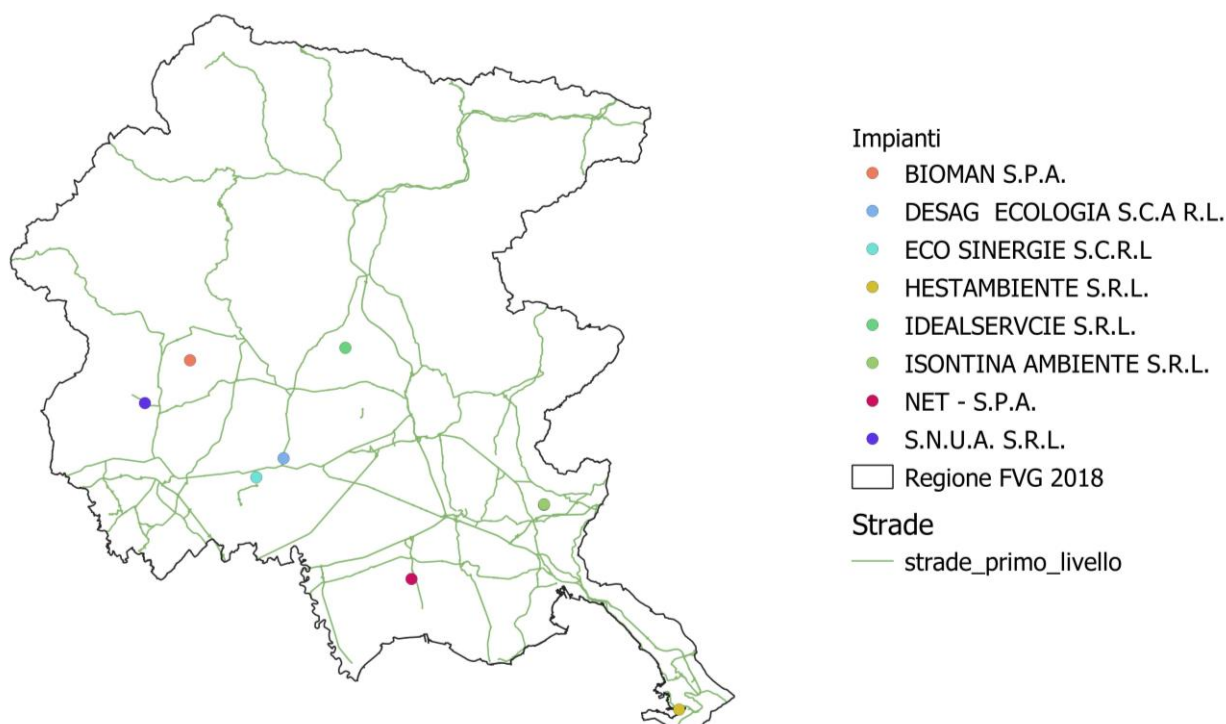 Impianti
BIOMAN S.P.A.
DESAG ECOLOGIA S.C.A R.L.
ECO SINERGIE S.C.R.L
HESTAMBIENTE S.R.L.
IDEALSERVCIE S.R.L.
ISONTINA AMBIENTE S.R.L.
NET - S.P.A.
S.N.U.A. S.R.L.
Regione FVG 2018
Strade
strade_primo_livello